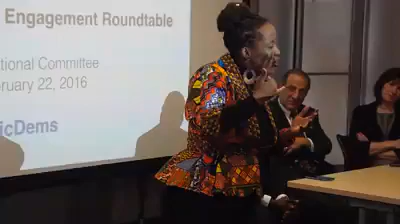 Engagement Roundtable
tional Committee
ruary 22, 2016
icDems